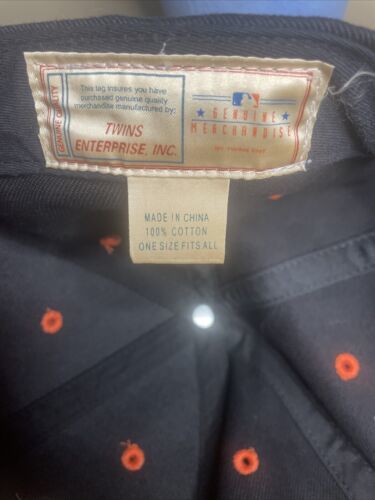 GENUINE QUALITY
This tag insures you have
purchased genuine quality
merchandise manufactured by:
TWINS
ENTERPRISE, INC.
GENUINE
MERCHANDISE
MADE IN CHINA
100% COTTON
ONE SIZE FITS ALL